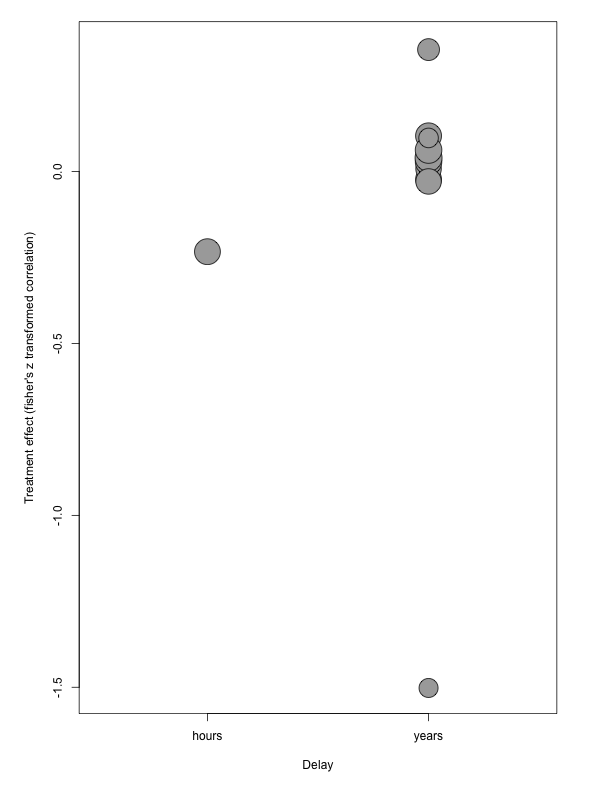 Treatment effect (fisher's z transformed correlation)
0.0
-0.5
-1.0
-1.5
hours years
Delay